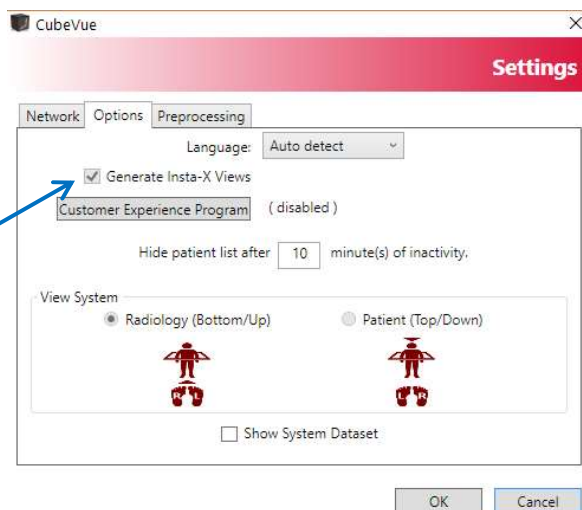 CubeVue
Settings
Network Options Preprocessing
Language: Auto detect
Generate Insta-X Views
Customer Experience Program ( disabled )
Hide patient list after 10 minute(s) of inactivity.
View System
Radiology (Bottom/Up) Patient (Top/Down)
R L L R
Show System Dataset
OK Cancel